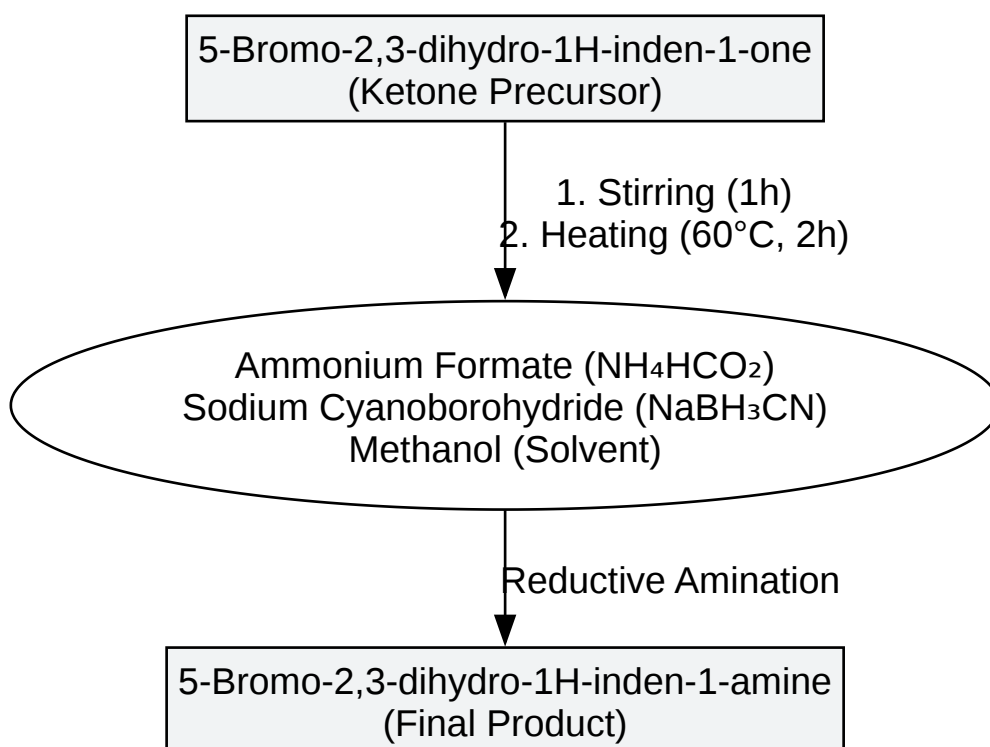 5-Bromo-2,3-dihydro-1H-inden-1-one
(Ketone Precursor)
1. Stirring (1h)
2. Heating (60°C, 2h)
Ammonium Formate (NH₄HCO₂)
Sodium Cyanoborohydride (NaBH₃CN)
Methanol (Solvent)
Reductive Amination
5-Bromo-2,3-dihydro-1H-inden-1-amine
(Final Product)